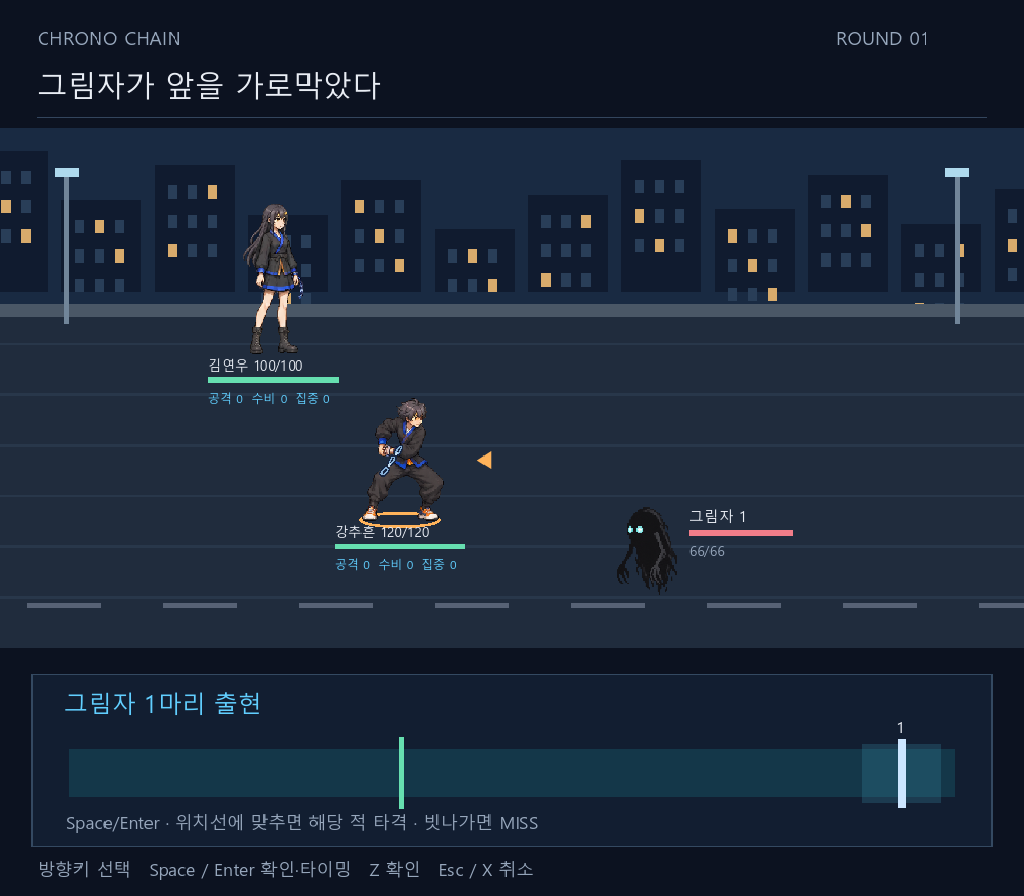 CHRONO CHAIN
ROUND 01
그림자가 앞을 가로막았다
김연우 100/100
공격 0 수비 0 집중 0
강추흔 120/120
공격 0 수비 0 집중 0
그림자 1
66/66
그림자 1마리 출현
1
Space/Enter · 위치선에 맞추면 해당 적 타격 · 빗나가면 MISS
방향키 선택 Space / Enter 확인·타이밍 Z 확인 Esc / X 취소